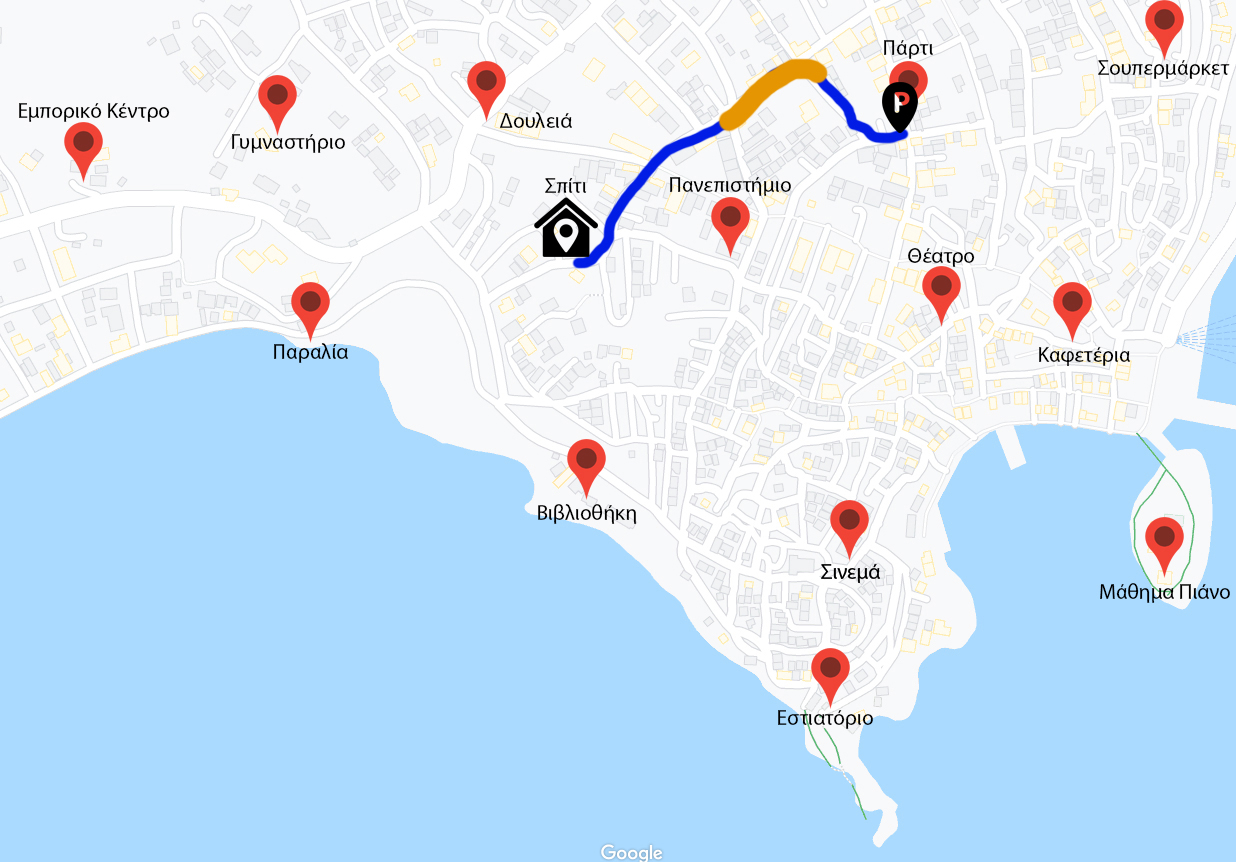 Πάρτι
Σουπερμάρκετ
Εμπορικό Κέντρο
Γυμναστήριο
Δουλειά
P
Σπίτι
Πανεπιστήμιο
Θέατρο
Παραλία
Καφετέρια
Βιβλιοθήκη
Σινεμά
Μάθημα Πιάνο
Εστιατόριο
Google